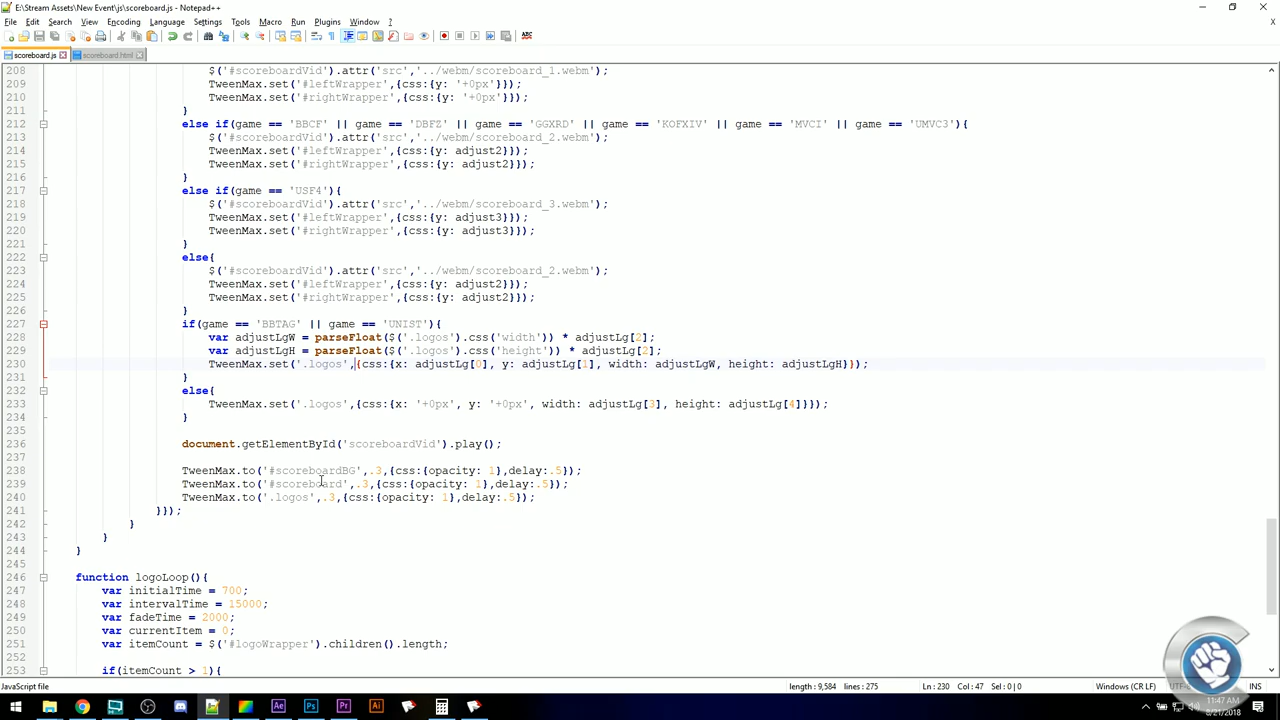 E:\Stream Assets\New Event\js\scoreboard.js - Notepad++
File Edit Search View Encoding Language Settings Tools Macro Run Plugins Window ?
scoreboard.js scoreboard.html
208 $('#scoreboardVid').attr('src','../webm/scoreboard_1.webm');
209 TweenMax.set('#leftWrapper',{css:{y: '+0px'}});
210 TweenMax.set('#rightWrapper',{css:{y: '+0px'}});
211 }
212 else if(game == 'BBCF' || game == 'DBFZ' || game == 'GGXRD' || game == 'KOFXIV' || game == 'MVCI' || game == 'UMVC3'){
213 $('#scoreboardVid').attr('src','../webm/scoreboard_2.webm');
214 TweenMax.set('#leftWrapper',{css:{y: adjust2}});
215 TweenMax.set('#rightWrapper',{css:{y: adjust2}});
216 }
217 else if(game == 'USF4'){
218 $('#scoreboardVid').attr('src','../webm/scoreboard_3.webm');
219 TweenMax.set('#leftWrapper',{css:{y: adjust3}});
220 TweenMax.set('#rightWrapper',{css:{y: adjust3}});
221 }
222 else{
223 $('#scoreboardVid').attr('src','../webm/scoreboard_2.webm');
224 TweenMax.set('#leftWrapper',{css:{y: adjust2}});
225 TweenMax.set('#rightWrapper',{css:{y: adjust2}});
226 }
227 if(game == 'BBTAG' || game == 'UNIST'){
228 var adjustLgW = parseFloat($('.logos').css('width')) * adjustLg[2];
229 var adjustLgH = parseFloat($('.logos').css('height')) * adjustLg[2];
230 TweenMax.set('.logos',{css:{x: adjustLg[0], y: adjustLg[1], width: adjustLgW, height: adjustLgH}});
231 }
232 else{
233 TweenMax.set('.logos',{css:{x: '+0px', y: '+0px', width: adjustLg[3], height: adjustLg[4]}});
234 }
235
236 document.getElementById('scoreboardVid').play();
237
238 TweenMax.to('#scoreboardBG',.3,{css:{opacity: 1},delay:.5});
239 TweenMax.to('#scoreboard',.3,{css:{opacity: 1},delay:.5});
240 TweenMax.to('.logos',.3,{css:{opacity: 1},delay:.5});
241 }});
242 }
243 }
244 }
245
246 function logoLoop(){
247 var initialTime = 700;
248 var intervalTime = 15000;
249 var fadeTime = 2000;
250 var currentItem = 0;
251 var itemCount = $('#logoWrapper').children().length;
252
253 if(itemCount > 1){
JavaScript file length : 9,584 lines : 275 Ln : 230 Col : 47 Sel : 0 | 0 Windows (CR LF) UTF-8 INS
11:47 AM
8/21/2018